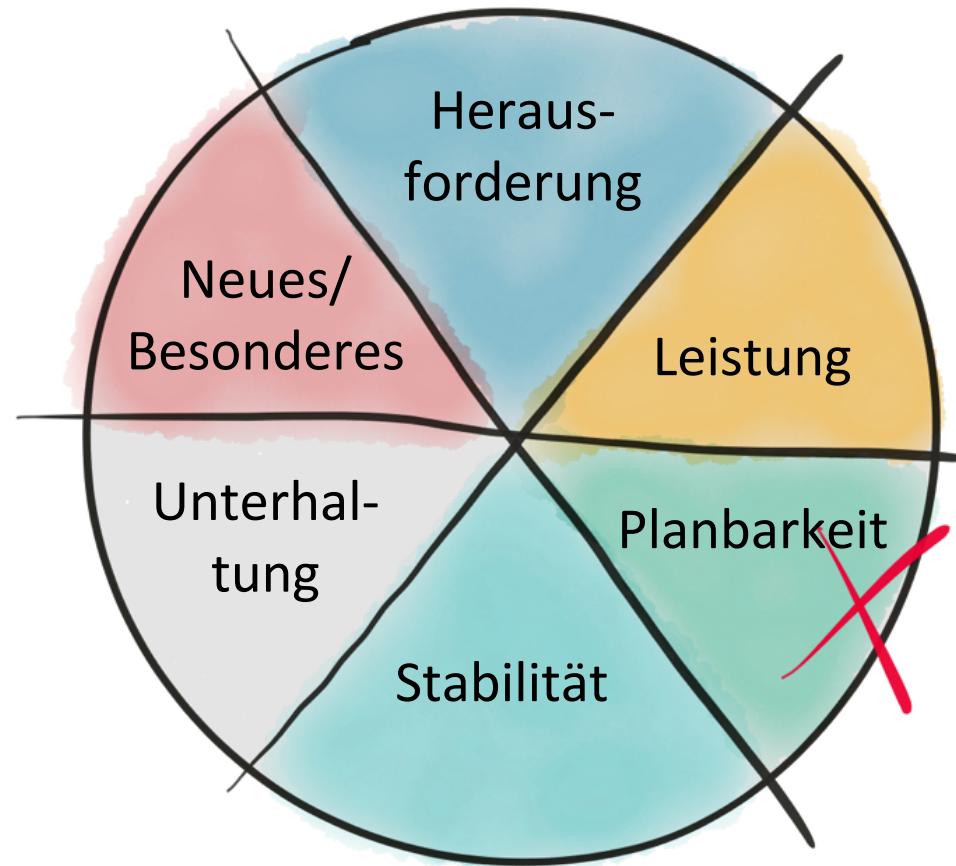 Heraus-
forderung
Neues/
Besonderes
Leistung
Unterhal-
tung
Planbarkeit
Stabilität